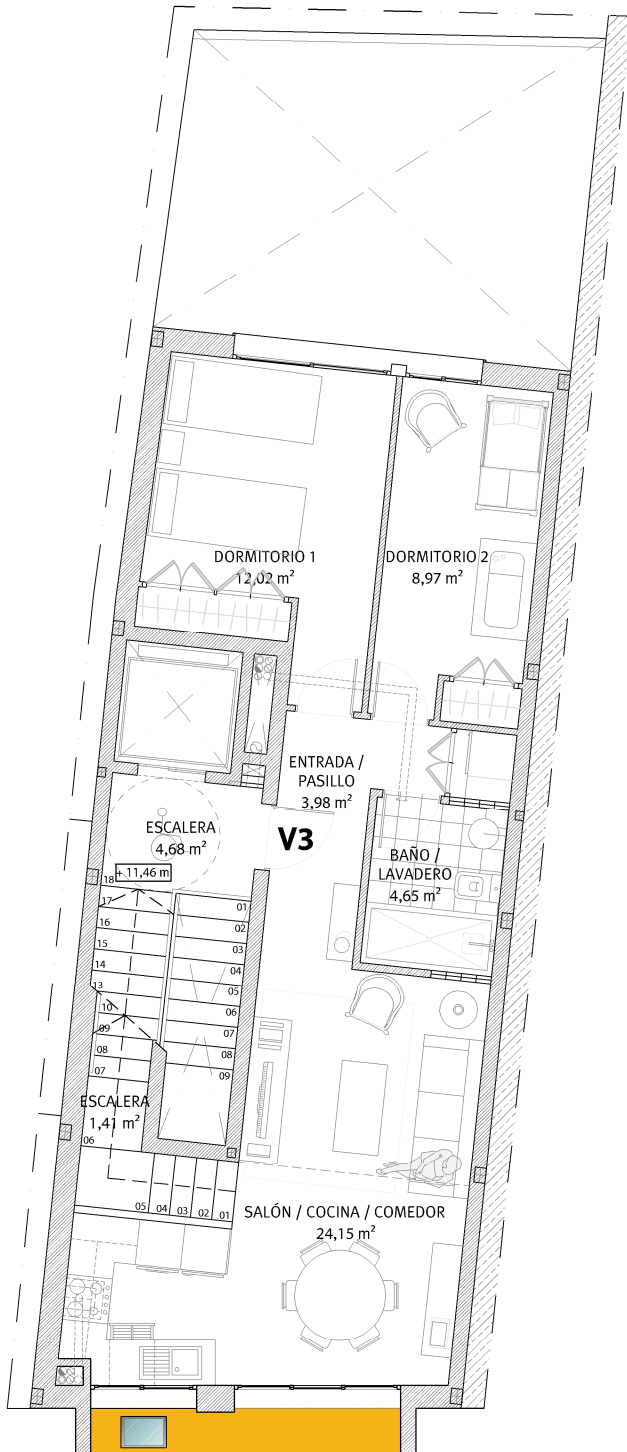 DORMITORIO 1
12,02 m²
DORMITORIO 2
8,97 m²
ENTRADA /
PASILLO
3,98 m²
ESCALERA
4,68 m²
V3
BAÑO /
LAVADERO
4,65 m²
+ 11,46 m
18
17
16
15
14
13
10
09
08
07
06
01
02
03
04
05
06
07
08
09
ESCALERA
1,41 m²
05
04
03
02
01
SALÓN / COCINA / COMEDOR
24,15 m²